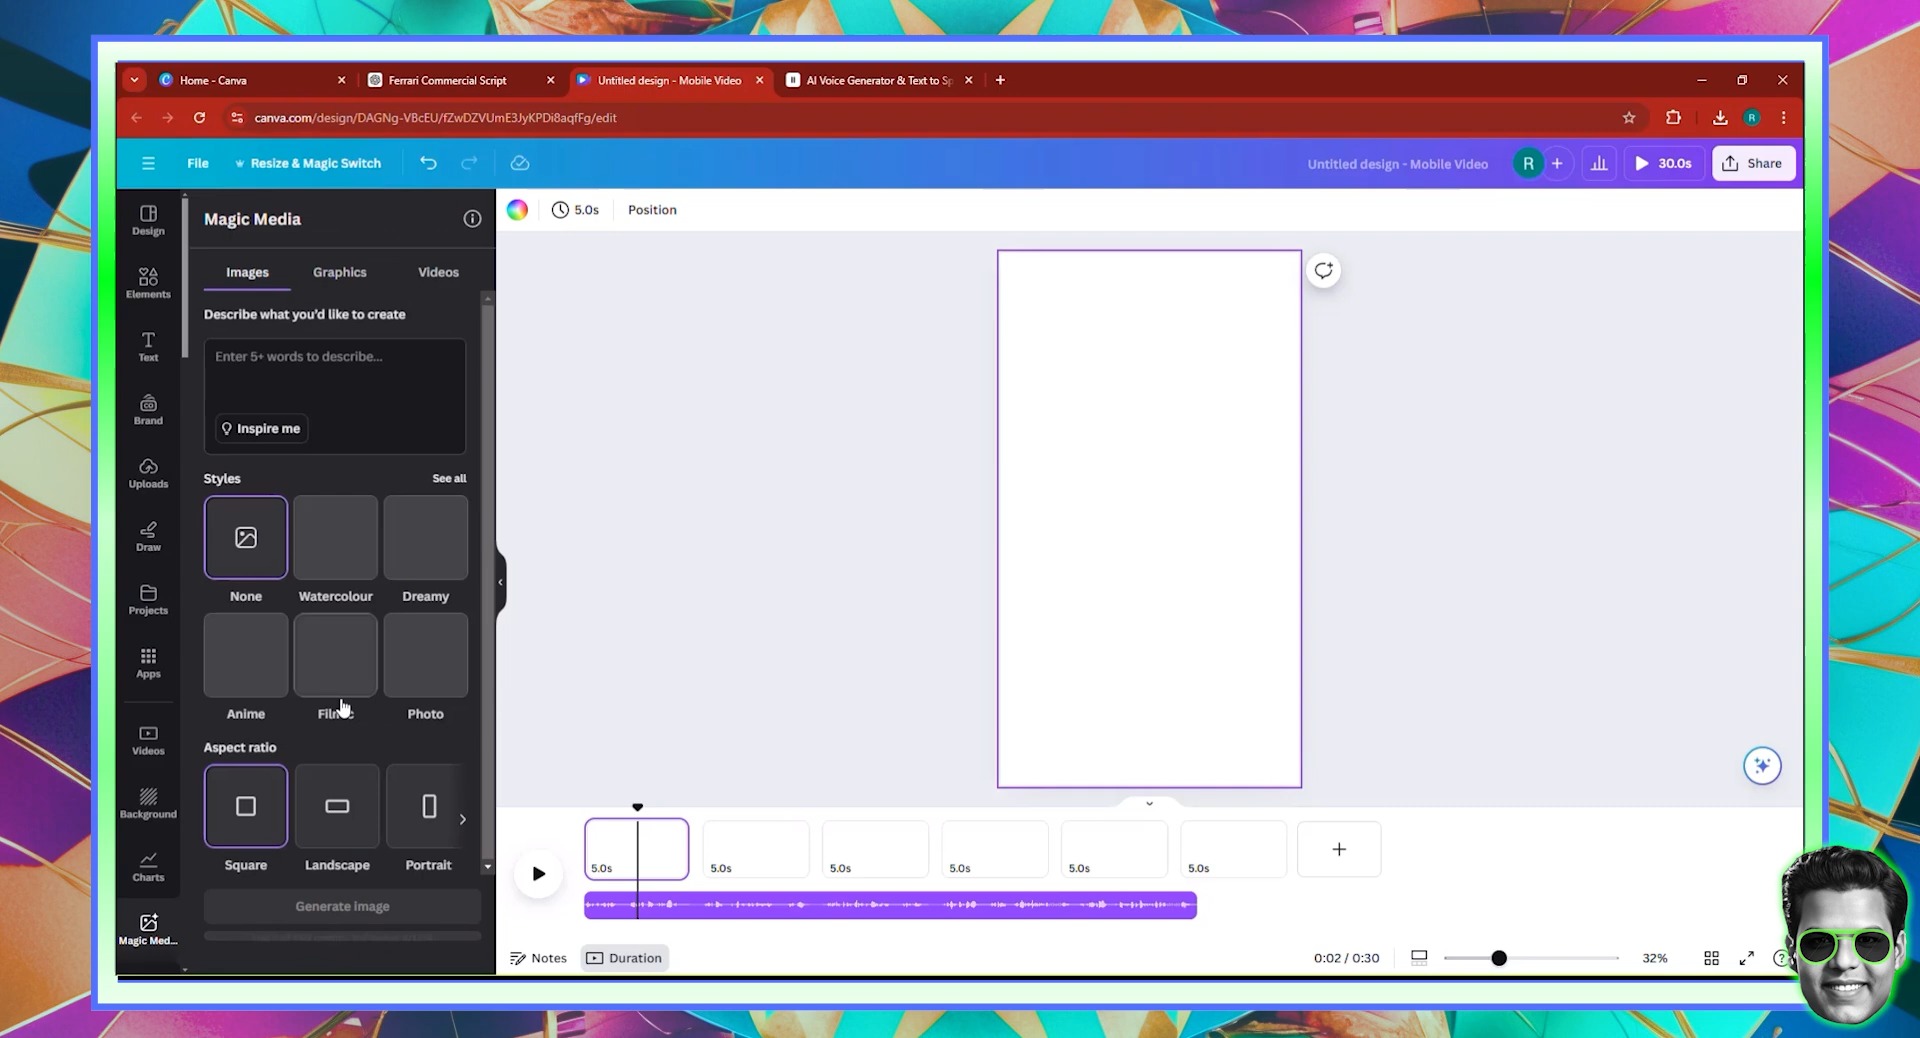 Home - Canva
Ferrari Commercial Script
Untitled design - Mobile Video
AI Voice Generator & Text to Sp
canva.com/design/DAGNg-VBcEU/fZwDZVUmE3JyKPDi8aqfFg/edit
R
File
Resize & Magic Switch
Untitled design - Mobile Video
R
30.0s
Share
Design
Elements
Text
Brand
Uploads
Draw
Projects
Apps
Videos
Background
Charts
Magic Med...
Magic Media
Images Graphics Videos
Describe what you'd like to create
Enter 5+ words to describe...
Inspire me
Styles See all
None Watercolour Dreamy
Anime Photo
Aspect ratio
Square Landscape Portrait
Generate image
5.0s Position
5.0s 5.0s 5.0s 5.0s 5.0s 5.0s
Notes Duration
0:02 / 0:30
32%